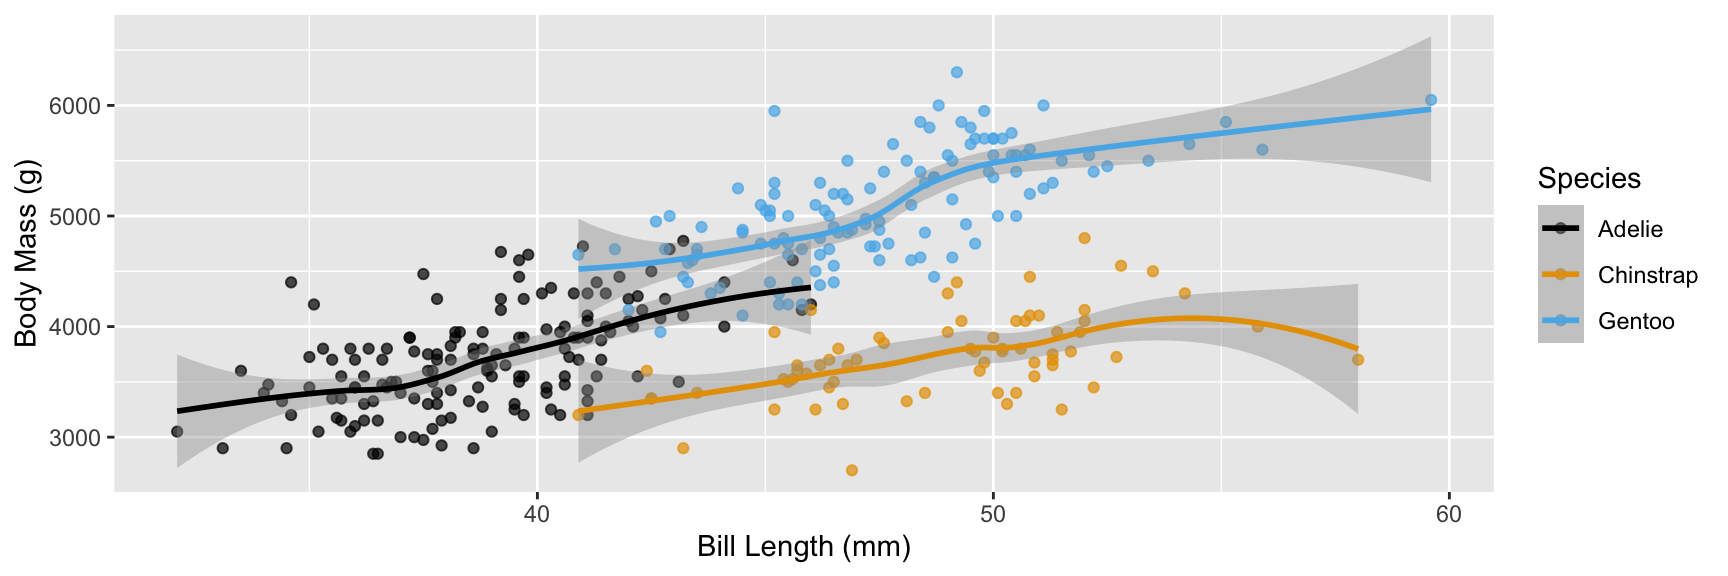 6000
5000
4000
3000
Body Mass (g)
40 50 60
Bill Length (mm)
Species
Adelie
Chinstrap
Gentoo